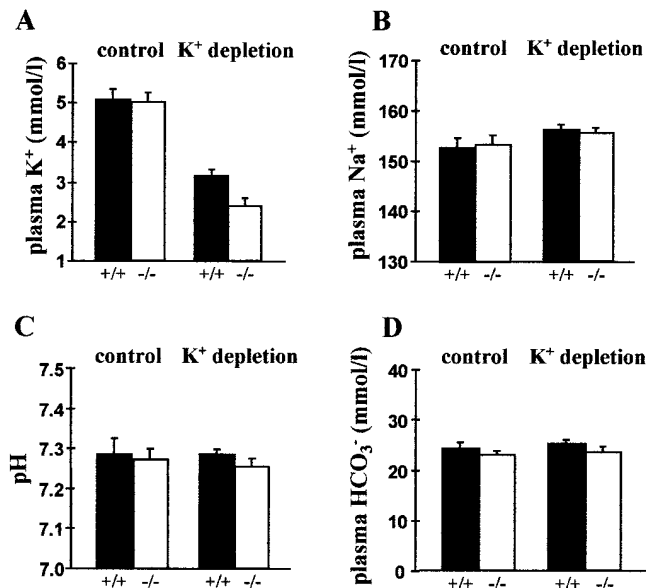 A
control K⁺ depletion
plasma K⁺ (mmol/l)
6
5
4
3
2
1
+/+ -/- +/+ -/-
B
control K⁺ depletion
plasma Na⁺ (mmol/l)
170
160
150
140
130
+/+ -/- +/+ -/-
C
control K⁺ depletion
pH
7.5
7.4
7.3
7.2
7.1
7.0
+/+ -/- +/+ -/-
D
control K⁺ depletion
plasma HCO₃⁻ (mmol/l)
40
30
20
10
0
+/+ -/- +/+ -/-